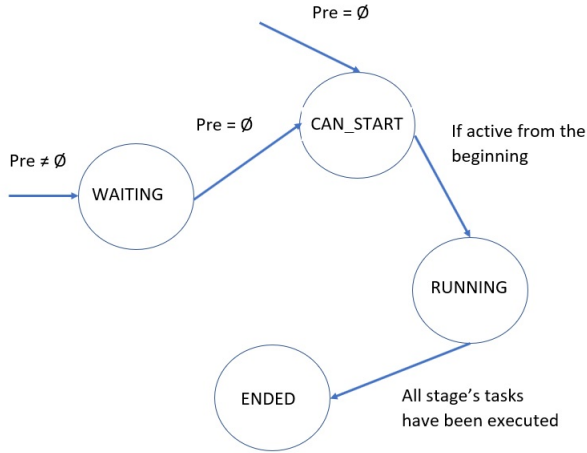 Pre = Ø
Pre = Ø
CAN_START
If active from the
beginning
Pre ≠ Ø
WAITING
RUNNING
ENDED
All stage's tasks
have been executed